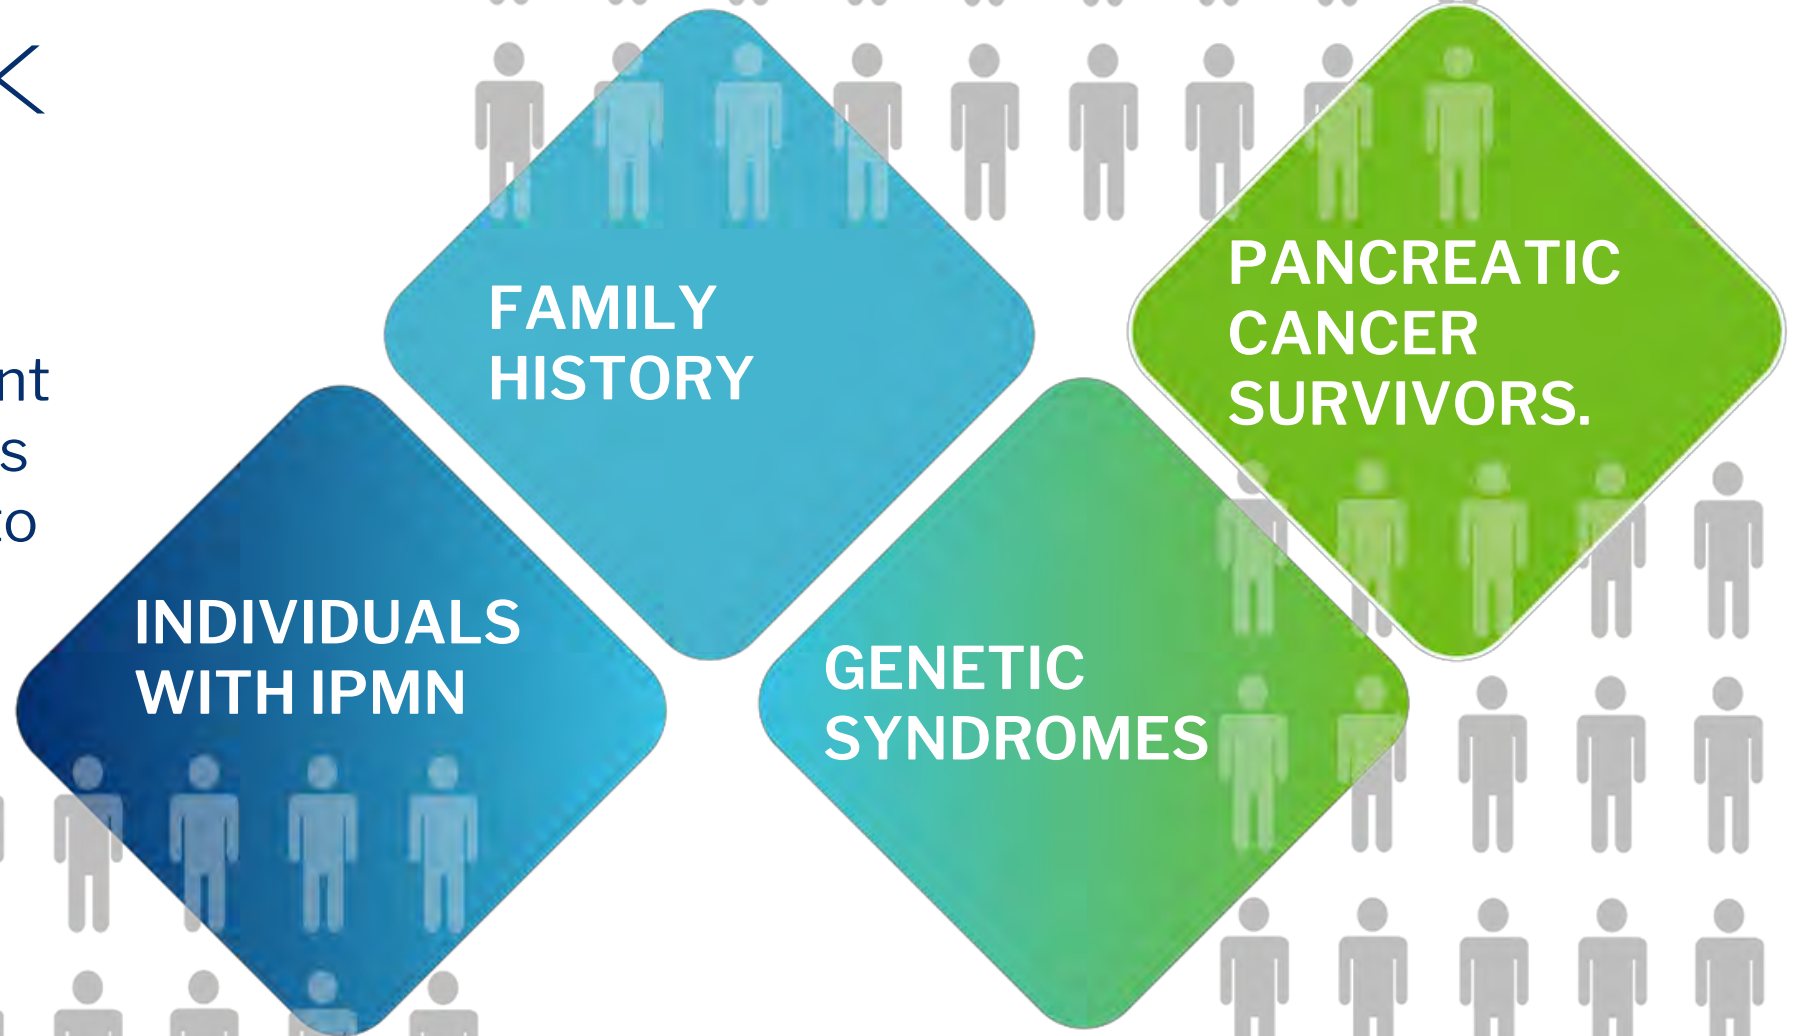 FAMILY
HISTORY
PANCREATIC
CANCER
SURVIVORS.
INDIVIDUALS
WITH IPMN
GENETIC
SYNDROMES